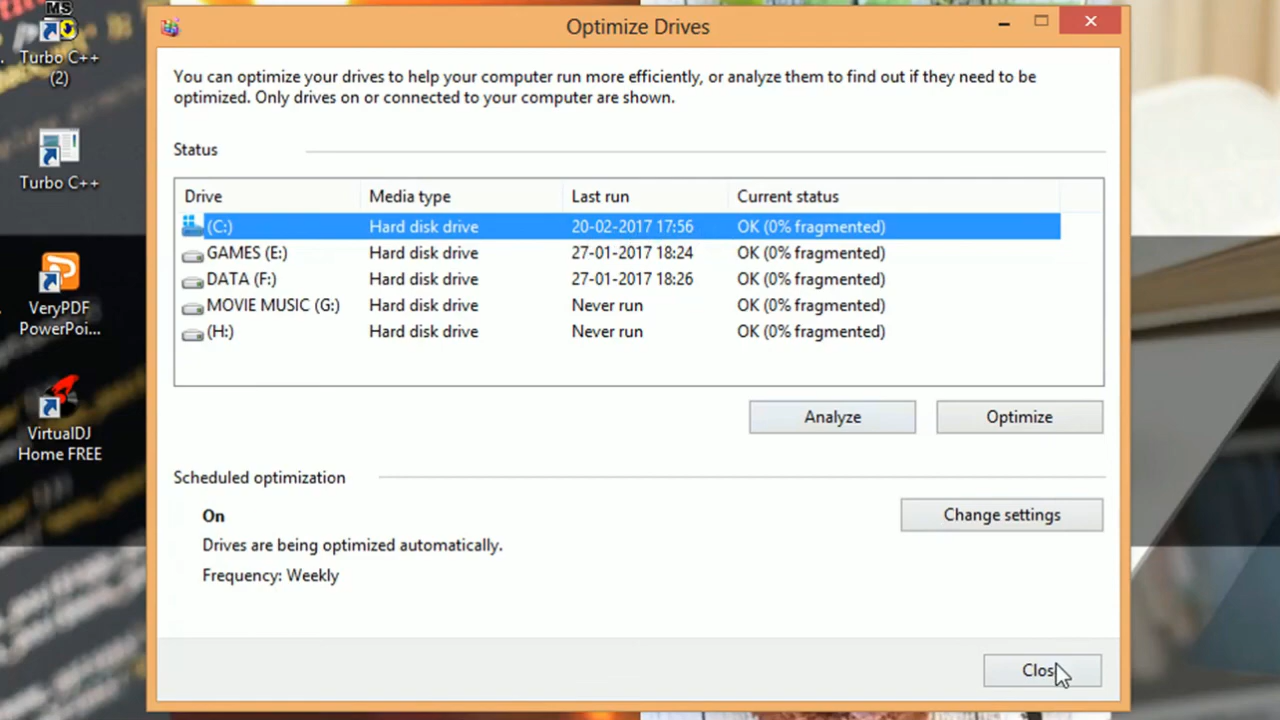 MS
Turbo C++
(2)
Turbo C++
VeryPDF
PowerPoi...
VirtualDJ
Home FREE
Optimize Drives
You can optimize your drives to help your computer run more efficiently, or analyze them to find out if they need to be
optimized. Only drives on or connected to your computer are shown.
Status
Drive Media type Last run Current status
(C:) Hard disk drive 20-02-2017 17:56 OK (0% fragmented)
GAMES (E:) Hard disk drive 27-01-2017 18:24 OK (0% fragmented)
DATA (F:) Hard disk drive 27-01-2017 18:26 OK (0% fragmented)
MOVIE MUSIC (G:) Hard disk drive Never run OK (0% fragmented)
(H:) Hard disk drive Never run OK (0% fragmented)
Analyze Optimize
Scheduled optimization
On
Change settings
Drives are being optimized automatically.
Frequency: Weekly
Clos